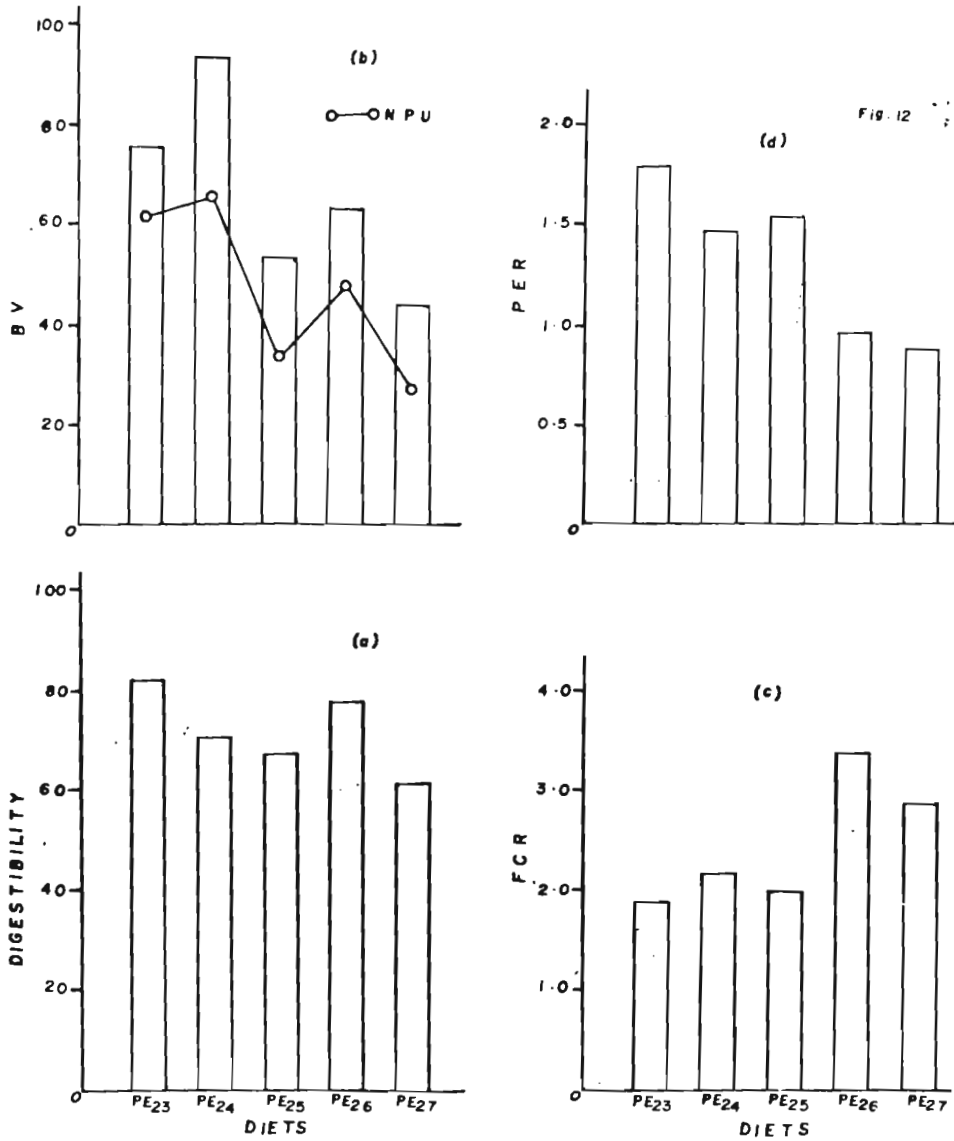 100
80
60
40
20
0
BV
(b)
NPU
Fig. 12
2.0
1.5
1.0
0.5
0
PER
(d)
100
80
60
40
20
0
DIGESTIBILITY
(a)
PE23 PE24 PE25 PE26 PE27
DIETS
4.0
3.0
2.0
1.0
0
FCR
(c)
PE23 PE24 PE25 PE26 PE27
DIETS